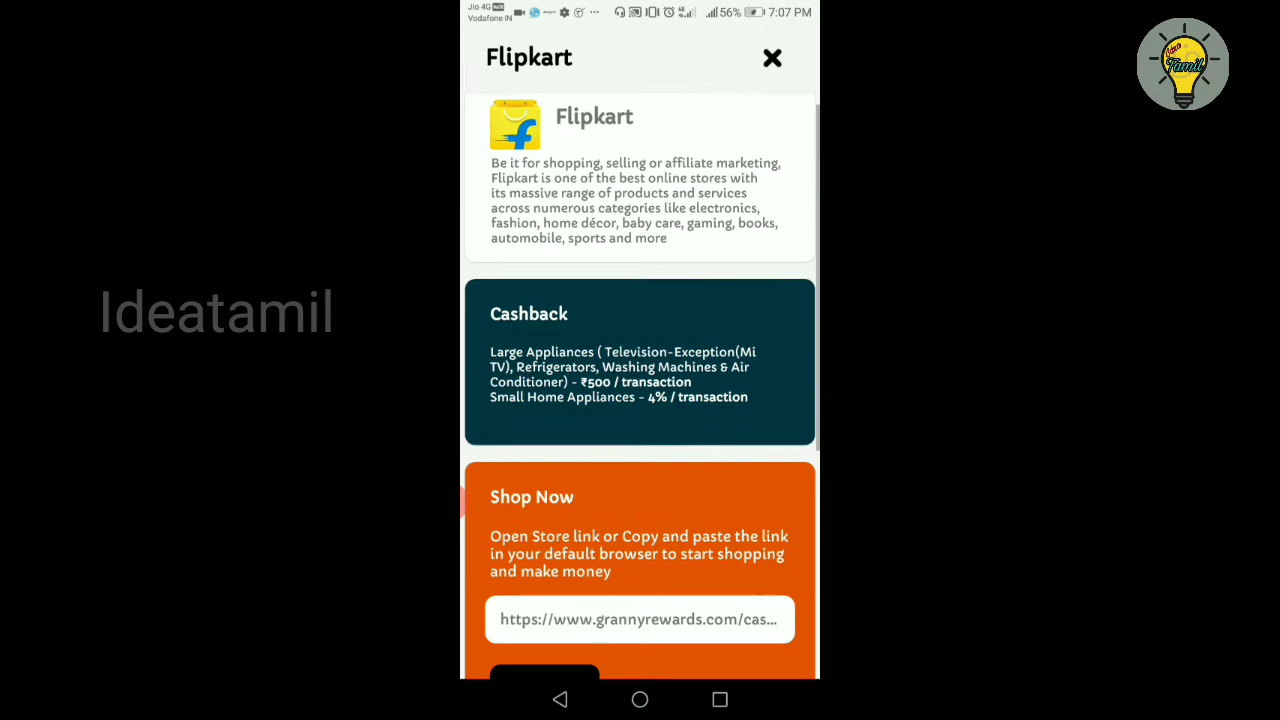 Jio 4G VoLTE
Vodafone IN
56%
7:07 PM
Flipkart
Flipkart
Be it for shopping, selling or affiliate marketing,
Flipkart is one of the best online stores with
its massive range of products and services
across numerous categories like electronics,
fashion, home décor, baby care, gaming, books,
automobile, sports and more
Cashback
Large Appliances ( Television-Exception(Mi
TV), Refrigerators, Washing Machines & Air
Conditioner) - ₹500 / transaction
Small Home Appliances - 4% / transaction
Shop Now
Open Store link or Copy and paste the link
in your default browser to start shopping
and make money
https://www.grannyrewards.com/cas...
Ideatamil
Idea
Tamil